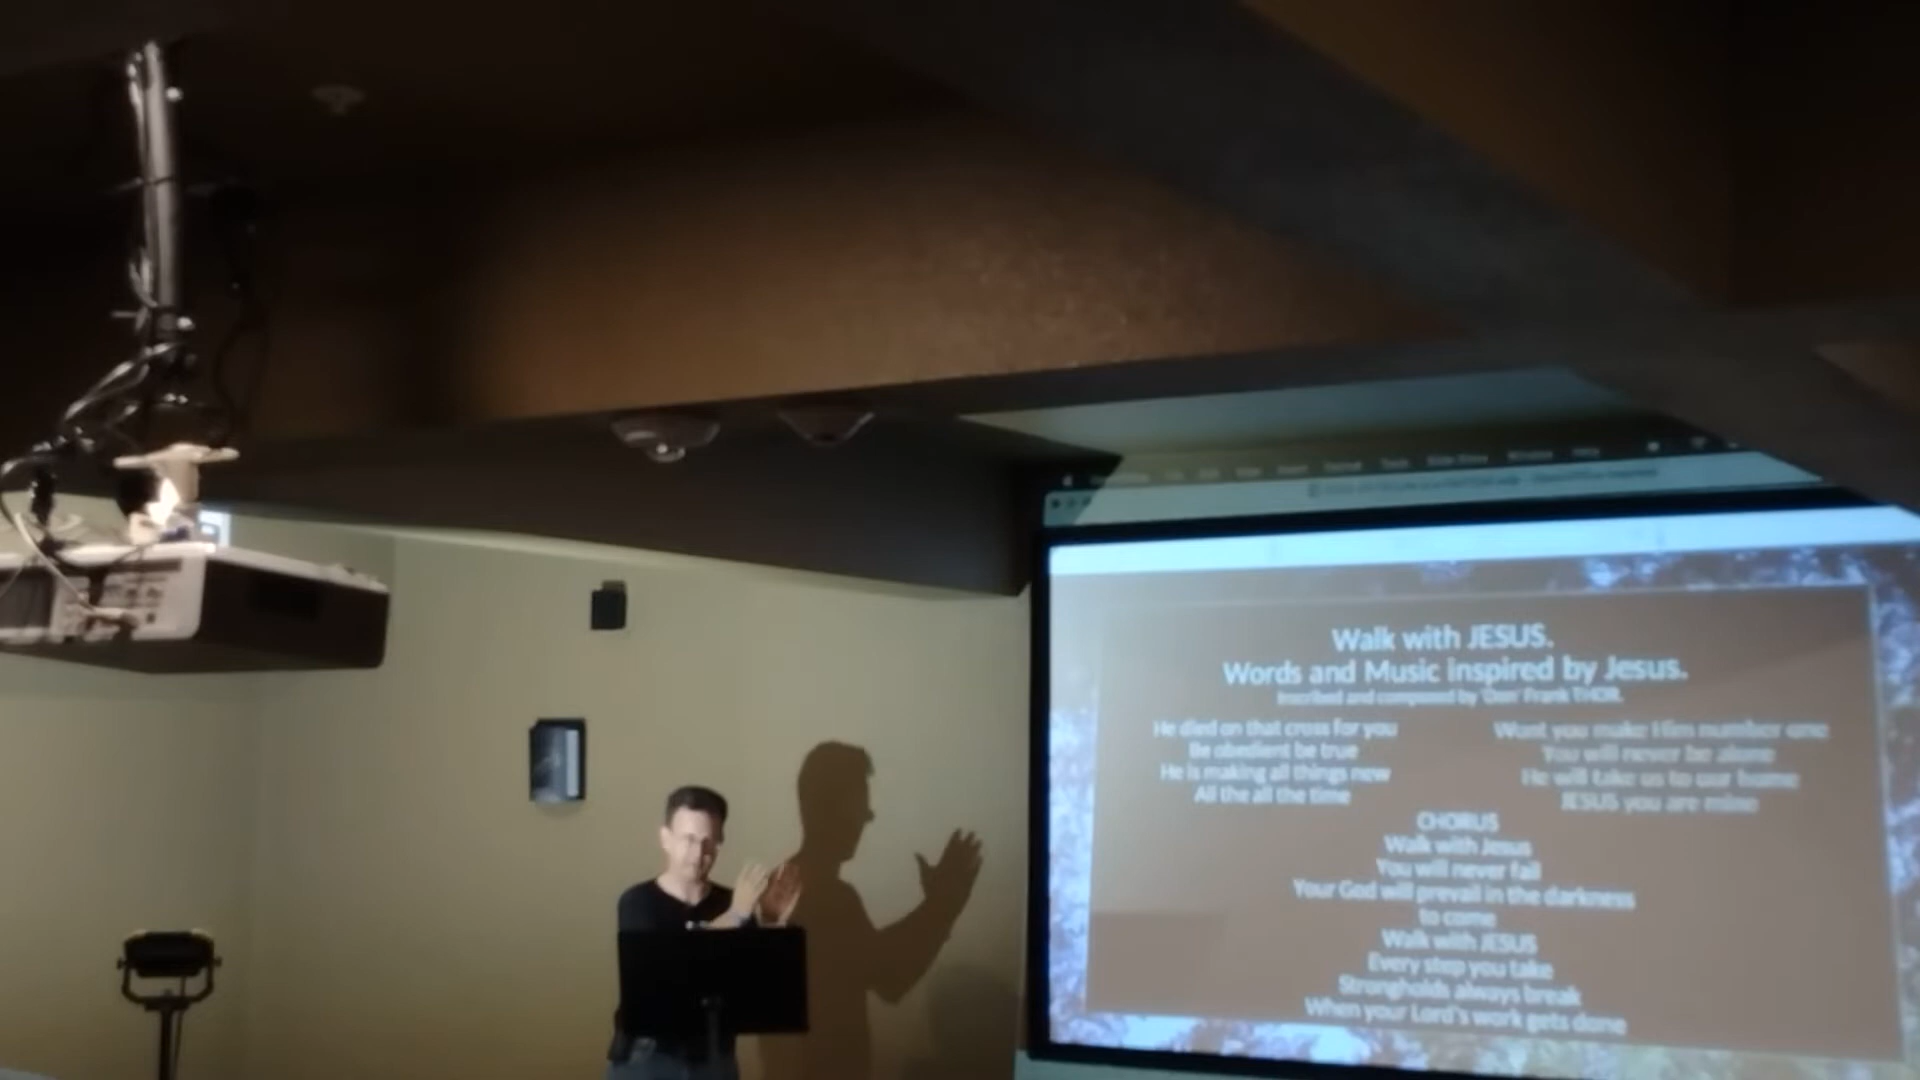 Walk with JESUS.
Words and Music inspired by Jesus.
Inscribed and composed by 'Don' Frank THOR.
He died on that cross for you
Be obedient be true
He is making all things new
All the all the time
Want you make Him number one
You will never be alone
He will take us to our home
JESUS you are mine
CHORUS
Walk with Jesus
You will never fail
Your God will prevail in the darkness
to come
Walk with JESUS
Every step you take
Strongholds always break
When your Lord's work gets done